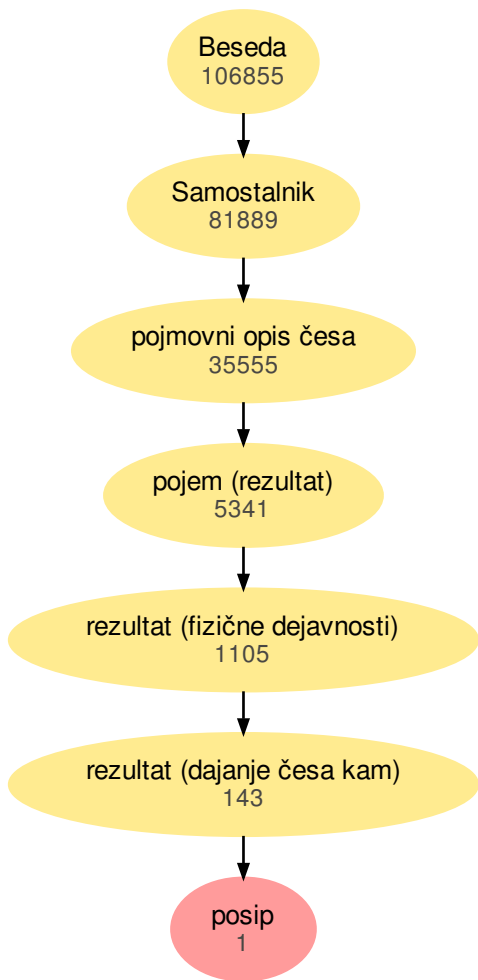 Beseda
106855
Samostalnik
81889
pojmovni opis česa
35555
pojem (rezultat)
5341
rezultat (fizične dejavnosti)
1105
rezultat (dajanje česa kam)
143
posip
1